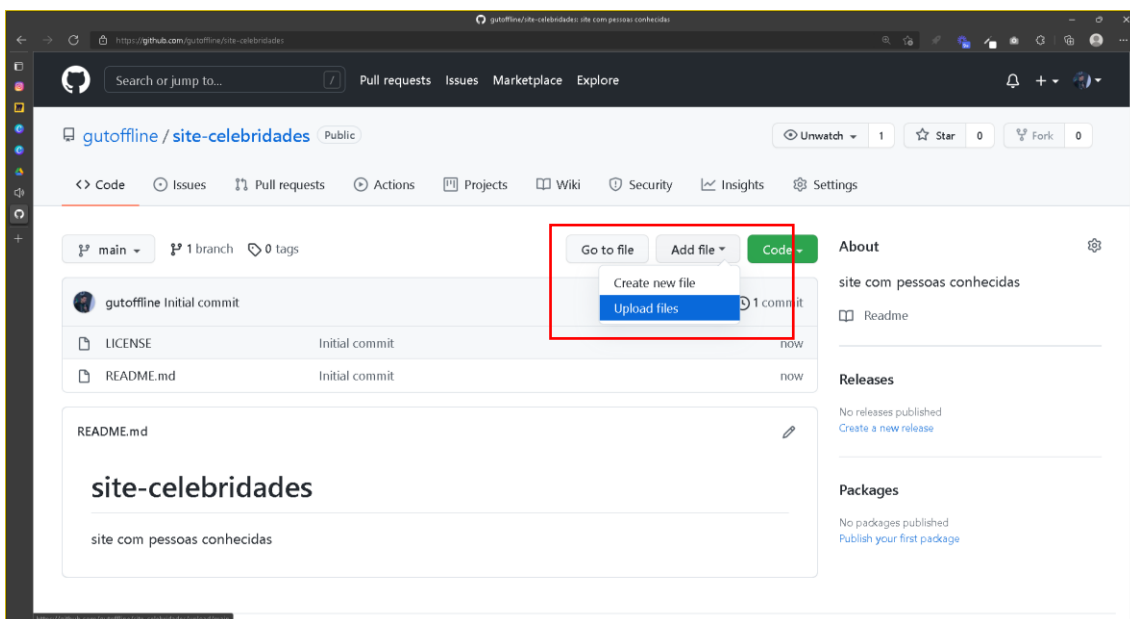 gutoffline/site-celebridades: site com pessoas conhecidas
https://github.com/gutoffline/site-celebridades
Search or jump to... / Pull requests Issues Marketplace Explore
gutoffline / site-celebridades Public
Unwatch 1 Star 0 Fork 0
<> Code Issues Pull requests Actions Projects Wiki Security Insights Settings
main 1 branch 0 tags
Go to file Add file Code
Create new file
Upload files
gutoffline Initial commit
1 commit
LICENSE Initial commit now
README.md Initial commit now
README.md
site-celebridades
site com pessoas conhecidas
About
site com pessoas conhecidas
Readme
Releases
No releases published
Create a new release
Packages
No packages published
Publish your first package